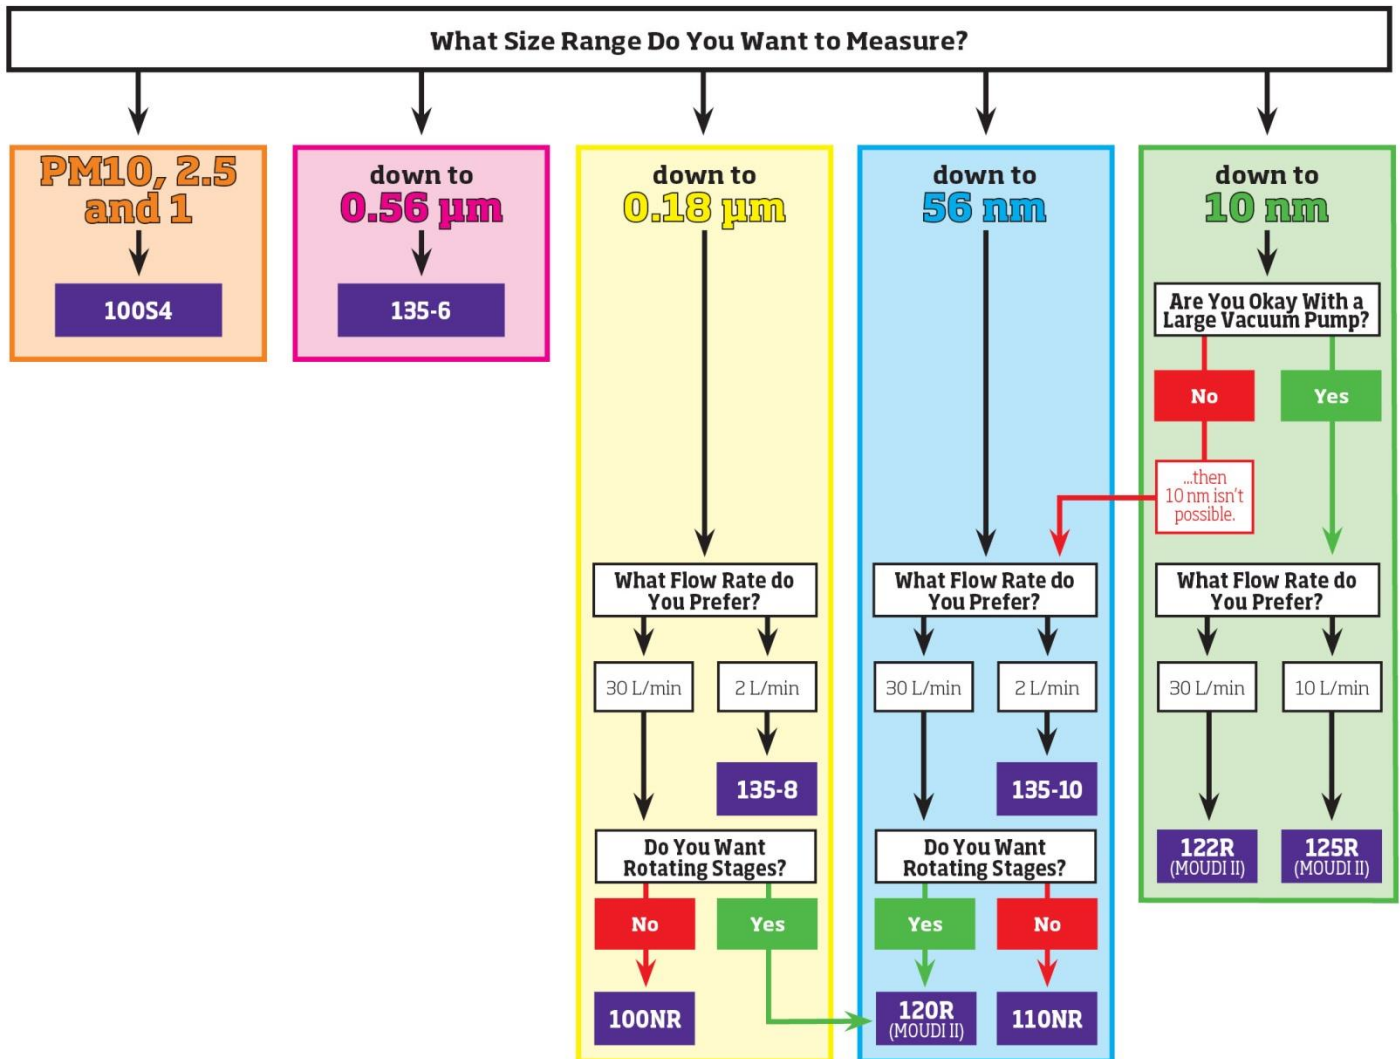 What Size Range Do You Want to Measure?
PM10, 2.5
and 1
100S4
down to
0.56 µm
135-6
down to
0.18 µm
What Flow Rate do
You Prefer?
30 L/min
2 L/min
135-8
Do You Want
Rotating Stages?
No
Yes
100NR
down to
56 nm
What Flow Rate do
You Prefer?
30 L/min
2 L/min
135-10
Do You Want
Rotating Stages?
Yes
No
120R
(MOUDI II)
110NR
down to
10 nm
Are You Okay With a
Large Vacuum Pump?
No
Yes
...then
10 nm isn't
possible.
What Flow Rate do
You Prefer?
30 L/min
10 L/min
122R
(MOUDI II)
125R
(MOUDI II)